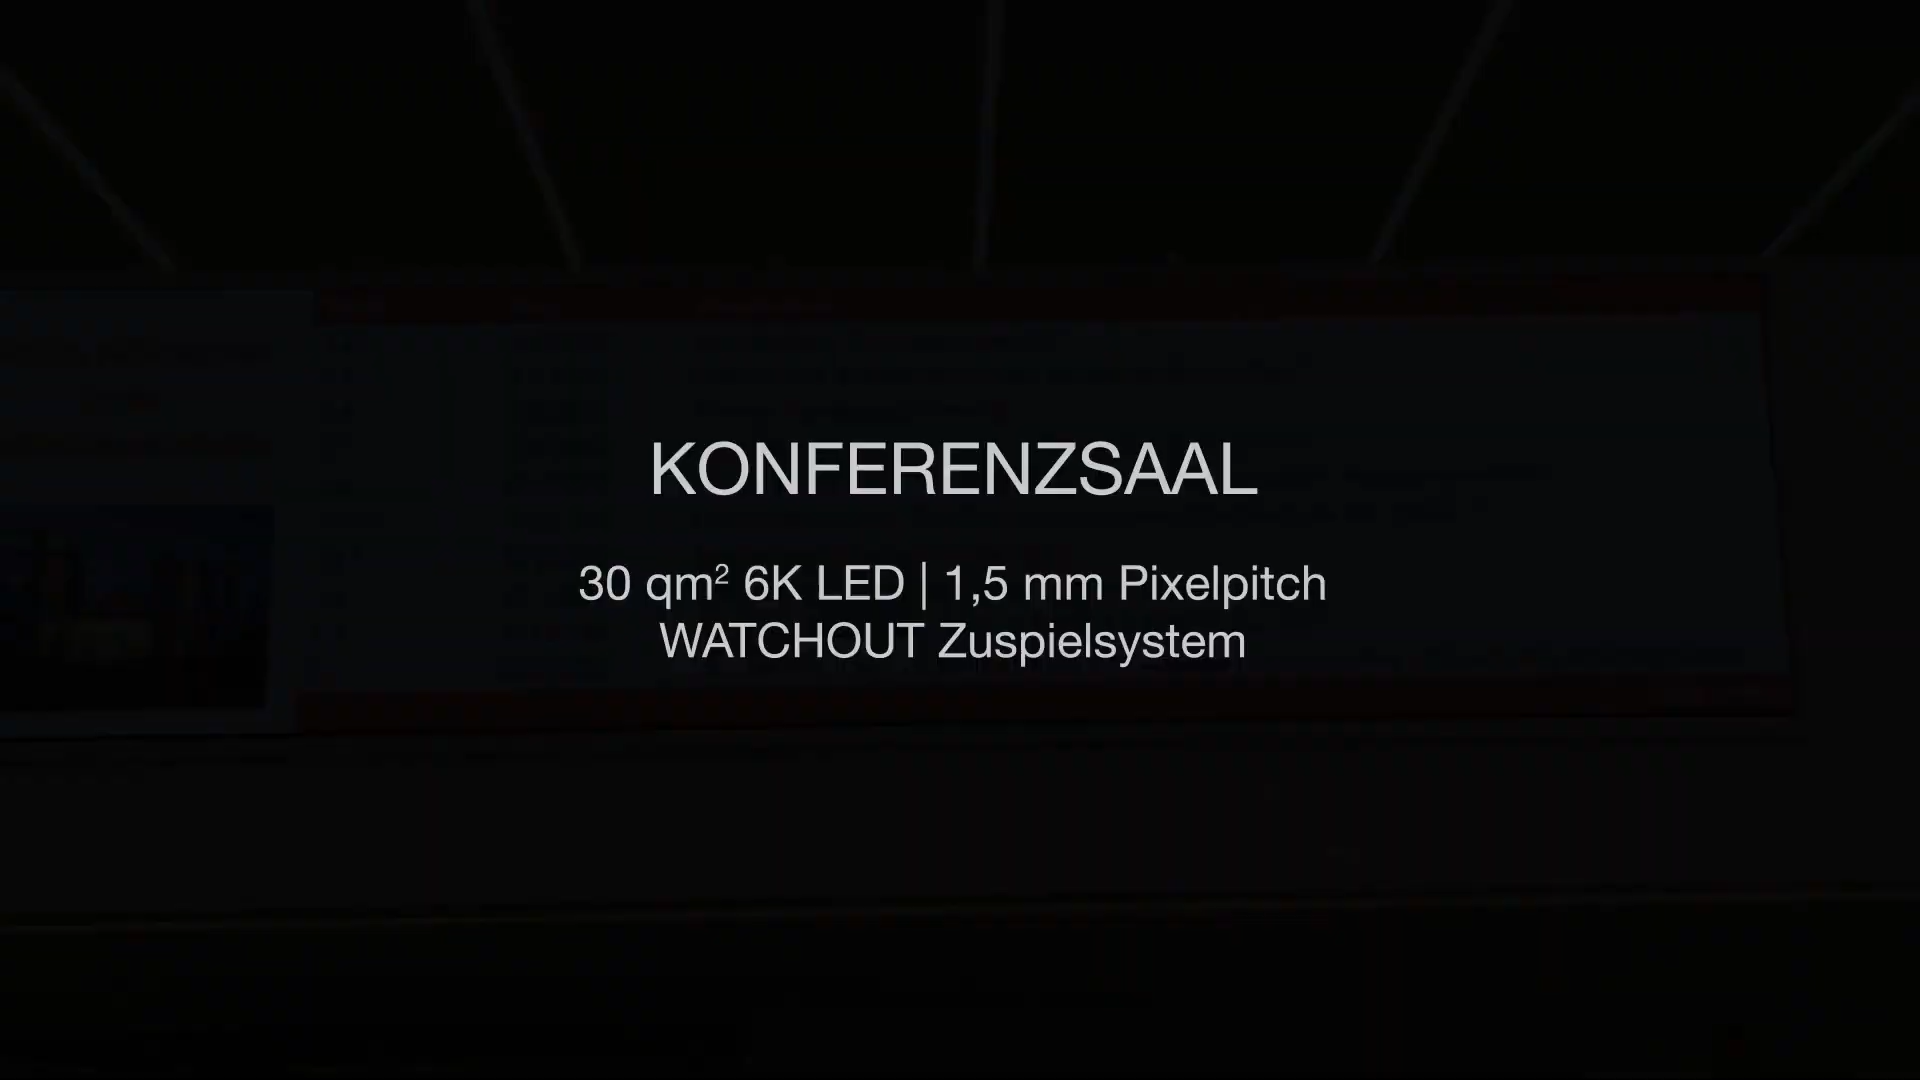 KONFERENZSAAL
30 qm² 6K LED | 1,5 mm Pixelpitch
WATCHOUT Zuspielsystem